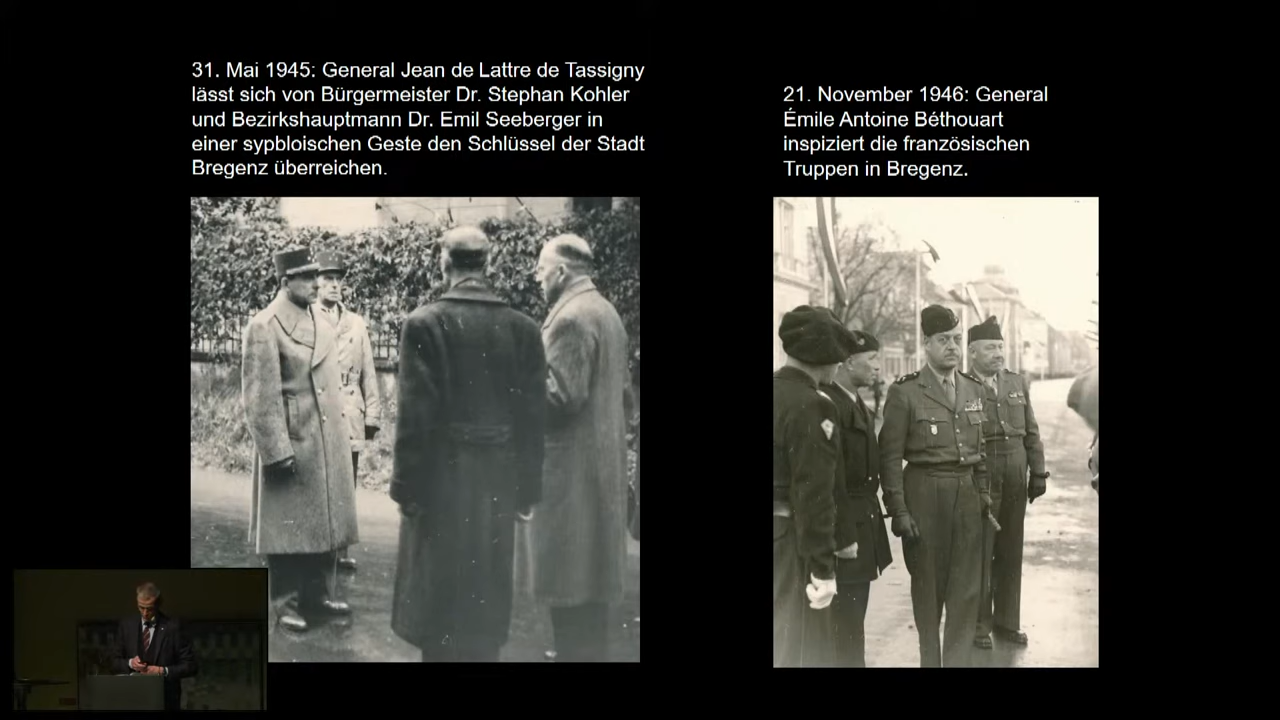 31. Mai 1945: General Jean de Lattre de Tassigny
lässt sich von Bürgermeister Dr. Stephan Kohler
und Bezirkshauptmann Dr. Emil Seeberger in
einer sypbloischen Geste den Schlüssel der Stadt
Bregenz überreichen.
21. November 1946: General
Émile Antoine Béthouart
inspiziert die französischen
Truppen in Bregenz.